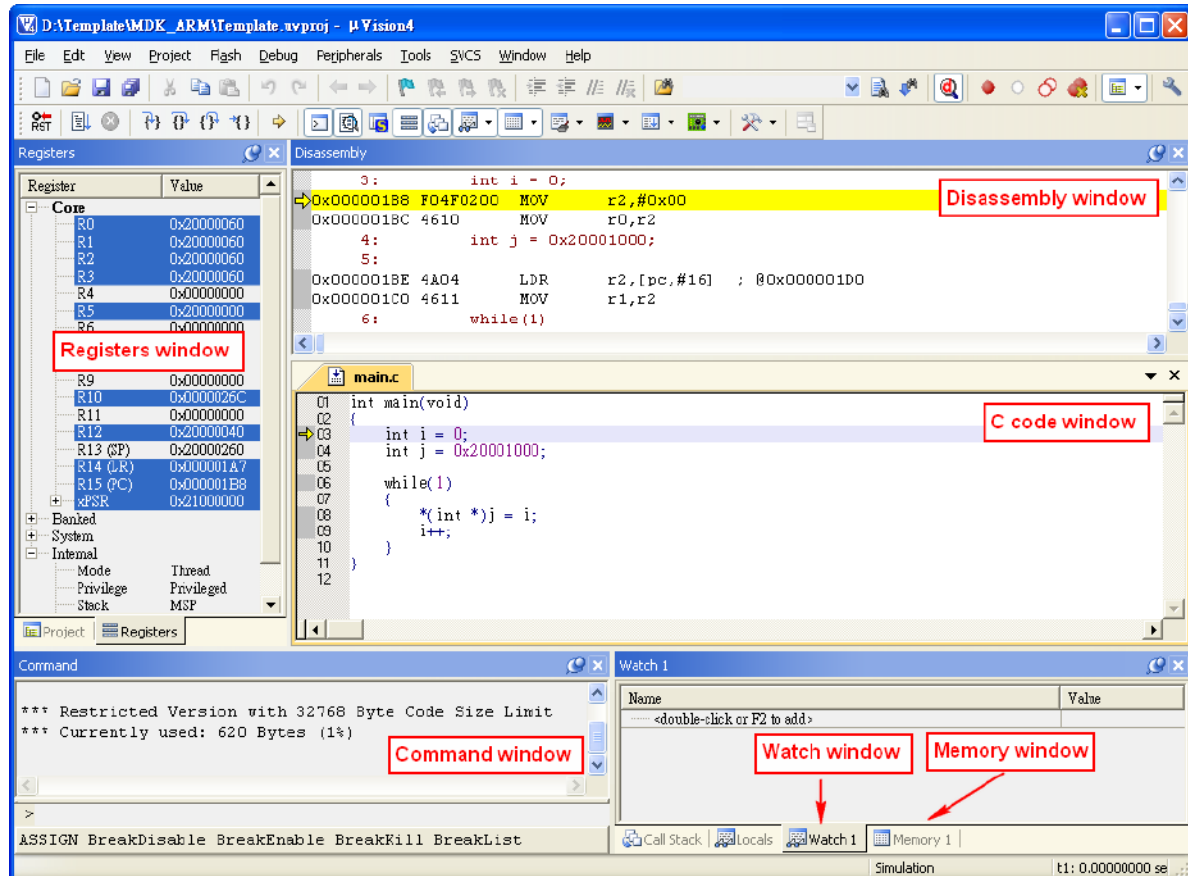 D:\Template\MDK_ARM\Template.uvproj - µVision4
File Edit View Project Flash Debug Peripherals Tools SVCS Window Help
RST
Registers
Register Value
Core
R0 0x20000060
R1 0x20000060
R2 0x20000060
R3 0x20000060
R4 0x00000000
R5 0x20000000
R6 0x00000000
Registers window
R9 0x00000000
R10 0x0000026C
R11 0x00000000
R12 0x20000040
R13 (SP) 0x20000260
R14 (LR) 0x000001A7
R15 (PC) 0x000001B8
xPSR 0x21000000
Banked
System
Internal
Mode Thread
Privilege Privileged
Stack MSP
Project Registers
Disassembly
3: int i = 0;
0x000001B8 F04F0200 MOV r2,#0x00
0x000001BC 4610 MOV r0,r2
4: int j = 0x20001000;
5:
0x000001BE 4A04 LDR r2,[pc,#16] ; @0x000001D0
0x000001C0 4611 MOV r1,r2
6: while(1)
Disassembly window
main.c
01 int main(void)
02 {
03 int i = 0;
04 int j = 0x20001000;
05
06 while(1)
07 {
08 *(int *)j = i;
09 i++;
10 }
11 }
12
C code window
Command
*** Restricted Version with 32768 Byte Code Size Limit
*** Currently used: 620 Bytes (1%)
Command window
>
ASSIGN BreakDisable BreakEnable BreakKill BreakList
Watch 1
Name Value
<double-click or F2 to add>
Watch window
Memory window
Call Stack Locals Watch 1 Memory 1
Simulation t1: 0.00000000 se